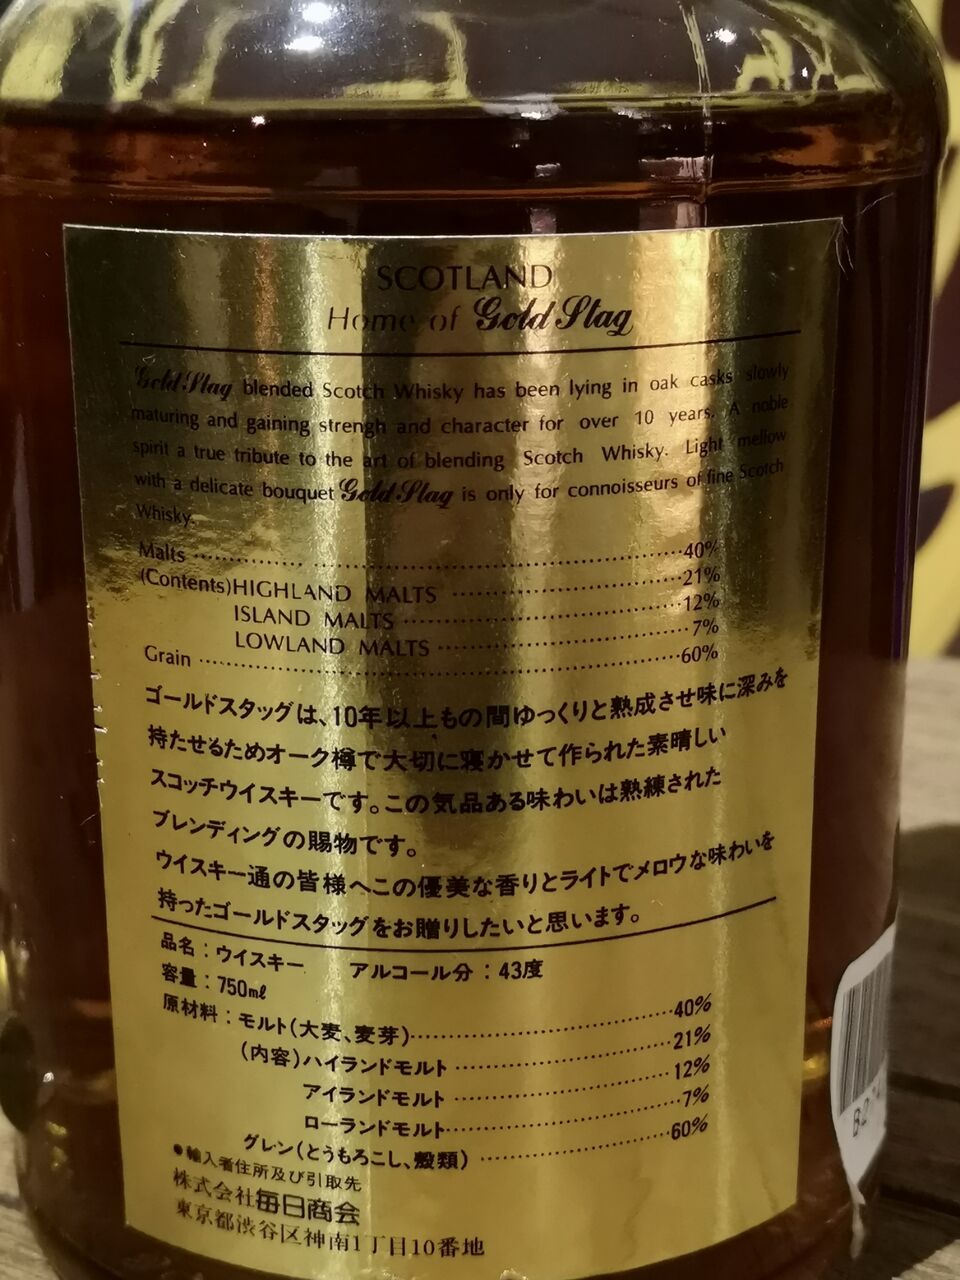 SCOTLAND
Home of Gold Stag
Gold Stag blended Scotch Whisky has been lying in oak casks slowly
maturing and gaining strengh and character for over 10 years. A noble
spirit a true tribute to the art of blending Scotch Whisky. Light mellow
with a delicate bouquet Gold Stag is only for connoisseurs of fine Scotch
Whisky.
Malts ································40%
(Contents)HIGHLAND MALTS ························21%
ISLAND MALTS ························12%
LOWLAND MALTS ························7%
Grain ································60%
ゴールドスタッグは、10年以上もの間ゆっくりと熟成させ味に深みを
持たせるためオーク樽で大切に寝かせて作られた素晴しい
スコッチウイスキーです。この気品ある味わいは熟練された
ブレンディングの賜物です。
ウイスキー通の皆様へこの優美な香りとライトでメロウな味わいを
持ったゴールドスタッグをお贈りしたいと思います。
品名：ウイスキー アルコール分：43度
容量：750mℓ
原材料：モルト(大麦、麦芽)························40%
(内容)ハイランドモルト ························21%
アイランドモルト ························12%
ローランドモルト························7%
グレン(とうもろこし、穀類) ························60%
●輸入者住所及び引取先
株式会社毎日商会
東京都渋谷区神南1丁目10番地